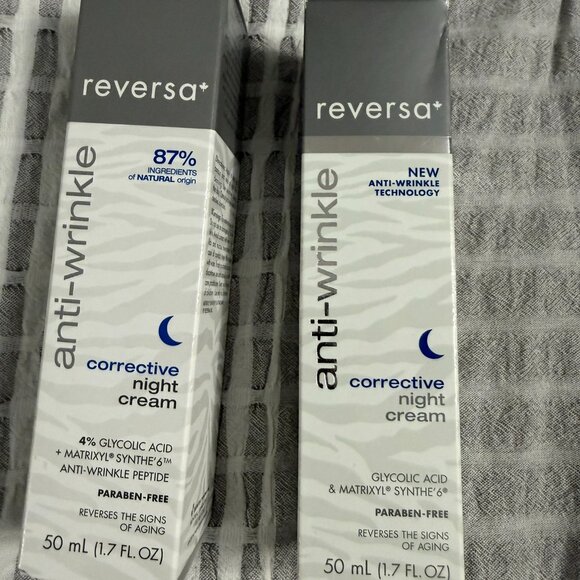 reversa
87%
INGREDIENTS
of NATURAL origin
anti-wrinkle
corrective
night
cream
4% GLYCOLIC ACID
+ MATRIXYL® SYNTHE'6™
ANTI-WRINKLE PEPTIDE
PARABEN-FREE
REVERSES THE SIGNS
OF AGING
50 mL (1.7 FL.OZ)
reversa
NEW
ANTI-WRINKLE
TECHNOLOGY
anti-wrinkle
corrective
night
cream
GLYCOLIC ACID
& MATRIXYL® SYNTHE'6®
PARABEN-FREE
REVERSES THE SIGNS
OF AGING
50 mL (1.7 FL.OZ)